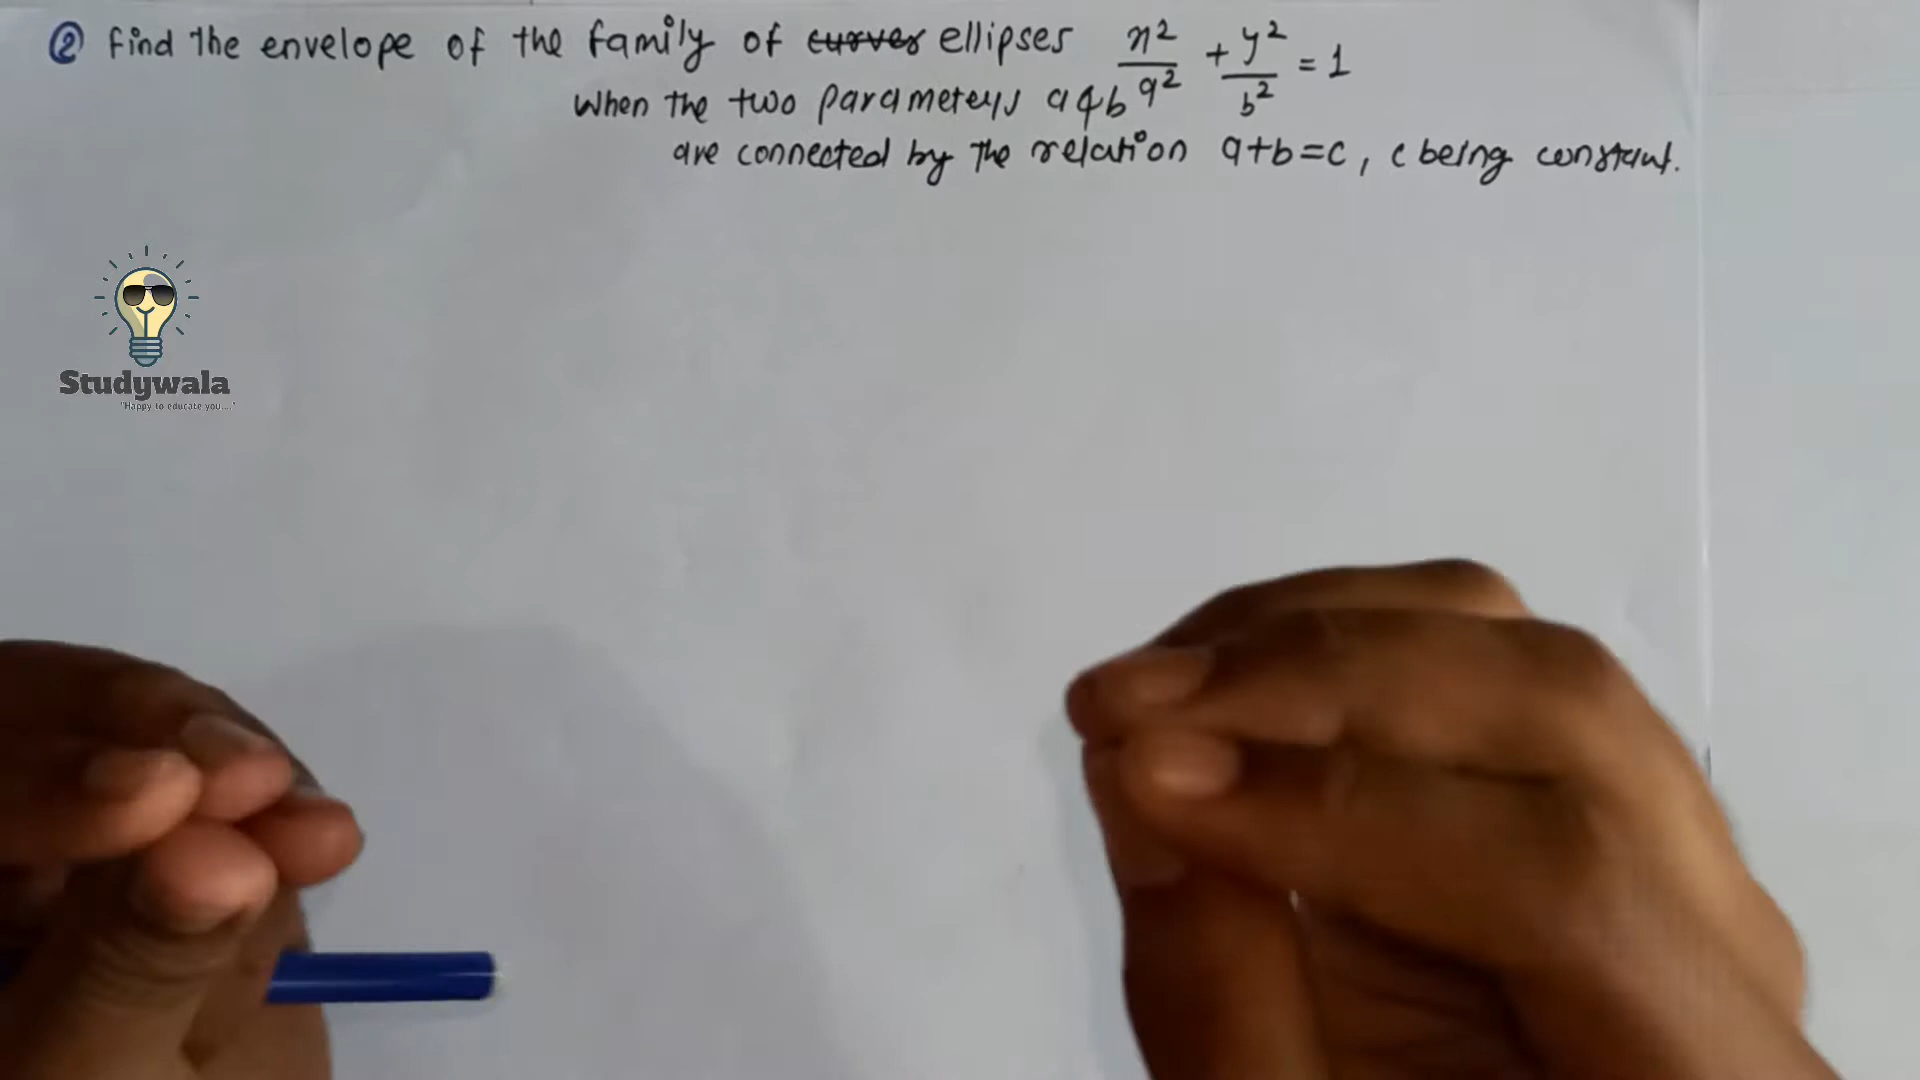 ② Find the envelope of the family of curves ellipses x²/a² + y²/b² = 1
When the two parameters a & b
are connected by the relation a+b=c, c being constant.
Studywala
"Happy to educate you...."